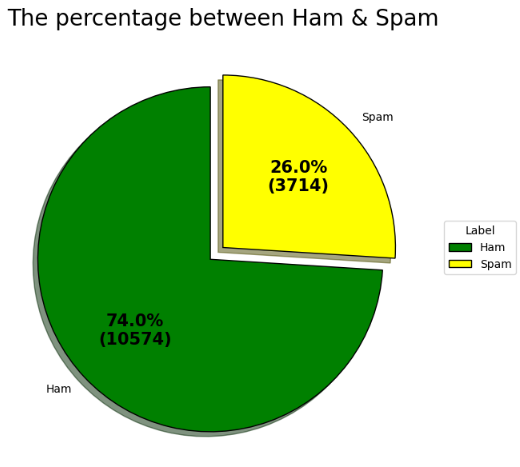 The percentage between Ham & Spam
Spam
26.0%
(3714)
Label
Ham
Spam
74.0%
(10574)
Ham